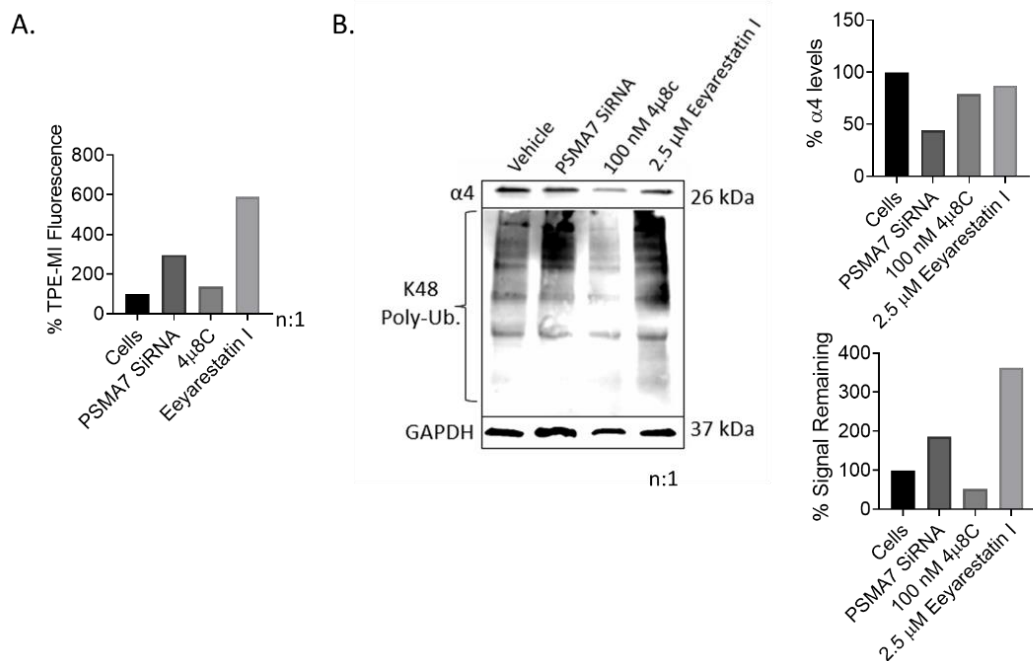 A.
% TPE-MI Fluorescence
800
600
400
200
0
Cells
PSMA7 SiRNA
4µ8C
Eeyarestatin I
n:1
B.
Vehicle
PSMA7 SiRNA
100 nM 4µ8c
2.5 µM Eeyarestatin I
α4
26 kDa
K48
Poly-Ub.
GAPDH
37 kDa
n:1
% α4 levels
150
100
50
0
Cells
PSMA7 SiRNA
100 nM 4µ8C
2.5 µM Eeyarestatin I
% Signal Remaining
400
300
200
100
0
Cells
PSMA7 SiRNA
100 nM 4µ8C
2.5 µM Eeyarestatin I